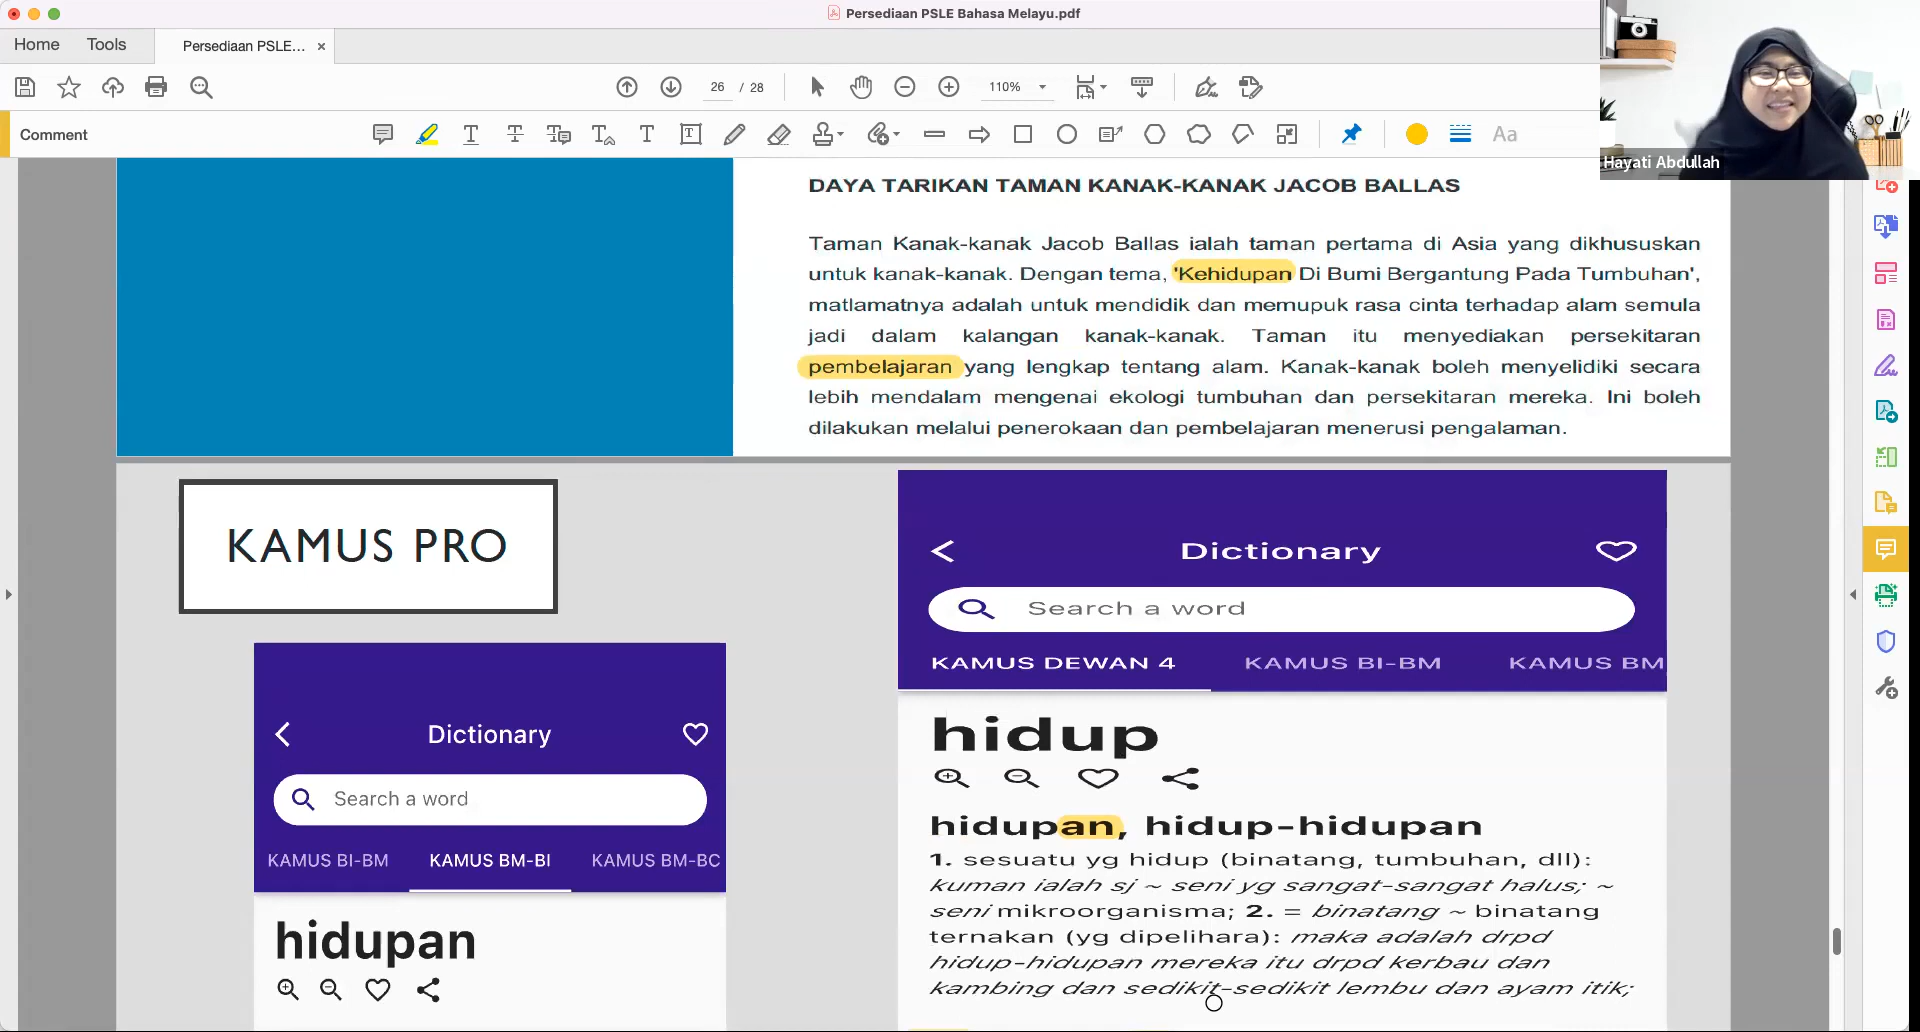 Persediaan PSLE Bahasa Melayu.pdf
Home
Tools
Persediaan PSLE...
26 / 28
110%
Comment
Aa
Hayati Abdullah
DAYA TARIKAN TAMAN KANAK-KANAK JACOB BALLAS
Taman Kanak-kanak Jacob Ballas ialah taman pertama di Asia yang dikhususkan
untuk kanak-kanak. Dengan tema, 'Kehidupan Di Bumi Bergantung Pada Tumbuhan',
matlamatnya adalah untuk mendidik dan memupuk rasa cinta terhadap alam semula
jadi dalam kalangan kanak-kanak. Taman itu menyediakan persekitaran
pembelajaran yang lengkap tentang alam. Kanak-kanak boleh menyelidiki secara
lebih mendalam mengenai ekologi tumbuhan dan persekitaran mereka. Ini boleh
dilakukan melalui penerokaan dan pembelajaran menerusi pengalaman.
KAMUS PRO
Dictionary
Search a word
KAMUS BI-BM KAMUS BM-BI KAMUS BM-BC
hidupan
Dictionary
Search a word
KAMUS DEWAN 4 KAMUS BI-BM KAMUS BM
hidup
hidupan, hidup-hidupan
1. sesuatu yg hidup (binatang, tumbuhan, dll):
kuman ialah sj ~ seni yg sangat-sangat halus; ~
seni mikroorganisma; 2. = binatang ~ binatang
ternakan (yg dipelihara): maka adalah drpd
hidup-hidupan mereka itu drpd kerbau dan
kambing dan sedikit-sedikit lembu dan ayam itik;